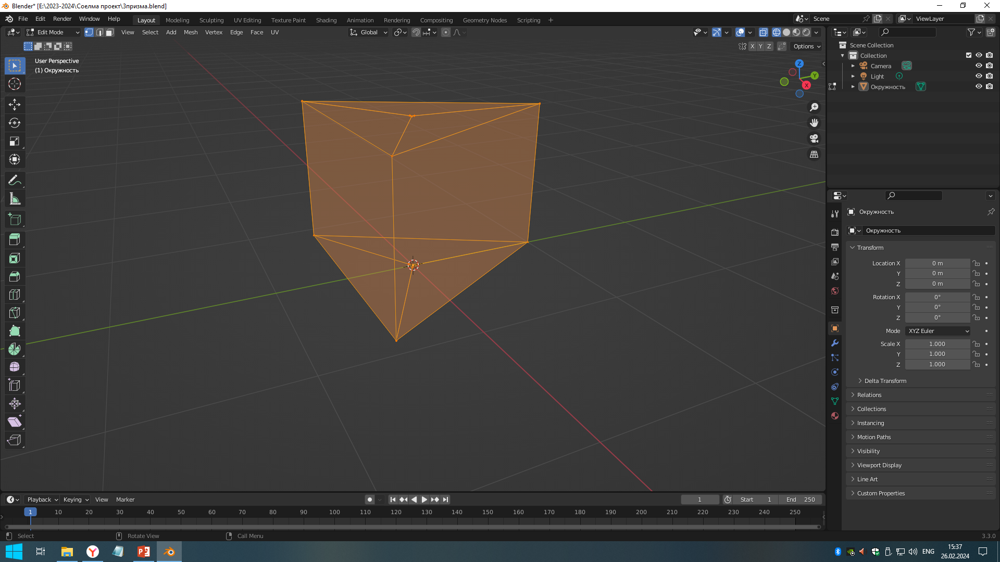 Blender* [E:\2023-2024\Соелма проект\3призма.blend]
File Edit Render Window Help Layout Modeling Sculpting UV Editing Texture Paint Shading Animation Rendering Compositing Geometry Nodes Scripting + Scene ViewLayer
Edit Mode View Select Add Mesh Vertex Edge Face UV Global
X Y Z Options
User Perspective
(1) Окружность
Z
Y
X
Scene Collection
Collection
Camera
Light
Окружность
Окружность
Окружность
Transform
Location X 0 m
Y 0 m
Z 0 m
Rotation X 0°
Y 0°
Z 0°
Mode XYZ Euler
Scale X 1.000
Y 1.000
Z 1.000
Delta Transform
Relations
Collections
Instancing
Motion Paths
Visibility
Viewport Display
Line Art
Custom Properties
Playback Keying View Marker 1 Start 1 End 250
1 10 20 30 40 50 60 70 80 90 100 110 120 130 140 150 160 170 180 190 200 210 220 230 240 250
Select Rotate View Call Menu 3.3.0
ENG 15:37
26.02.2024